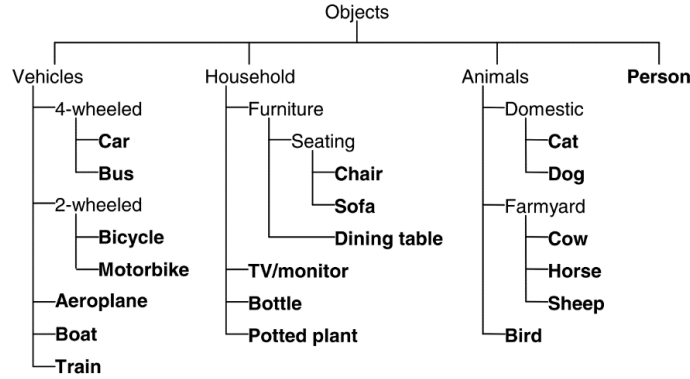 Objects
Vehicles
4-wheeled
Car
Bus
2-wheeled
Bicycle
Motorbike
Aeroplane
Boat
Train
Household
Furniture
Seating
Chair
Sofa
Dining table
TV/monitor
Bottle
Potted plant
Animals
Domestic
Cat
Dog
Farmyard
Cow
Horse
Sheep
Bird
Person